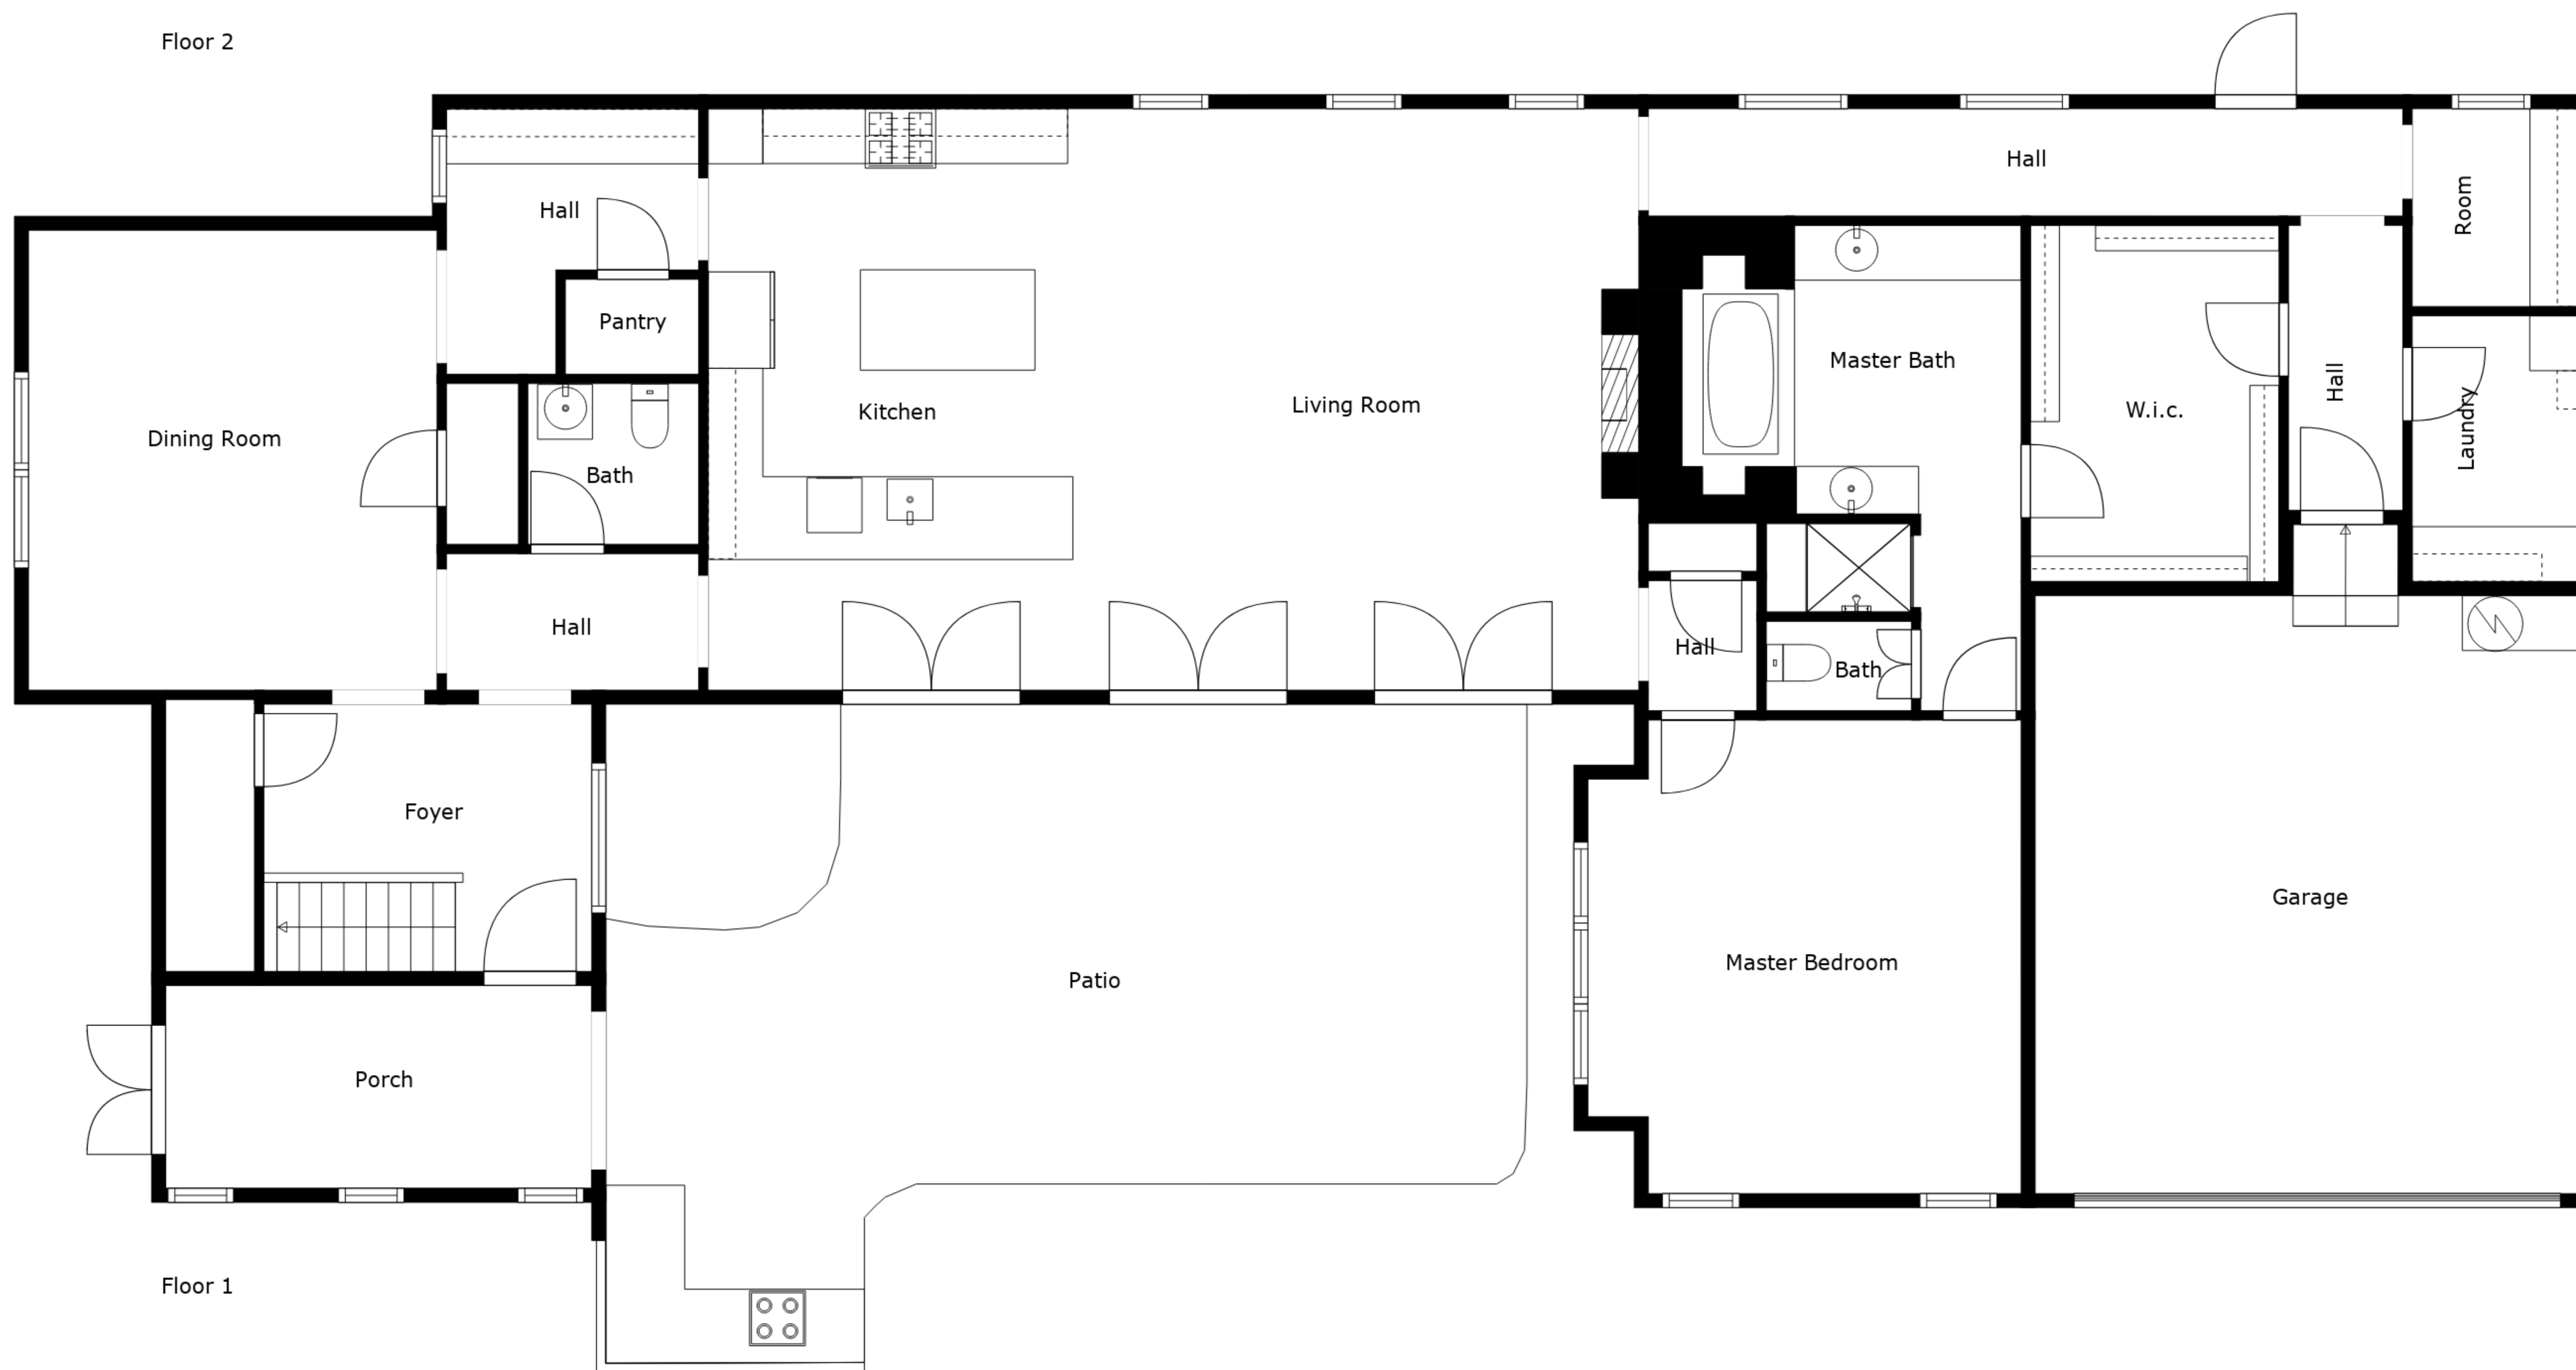 Floor 2
Hall
Hall
Room
Pantry
Master Bath
Hall
Living Room
Kitchen
W.i.c.
Laundry
Dining Room
Bath
Hall
Hall
Bath
Foyer
Garage
Master Bedroom
Patio
Porch
Floor 1